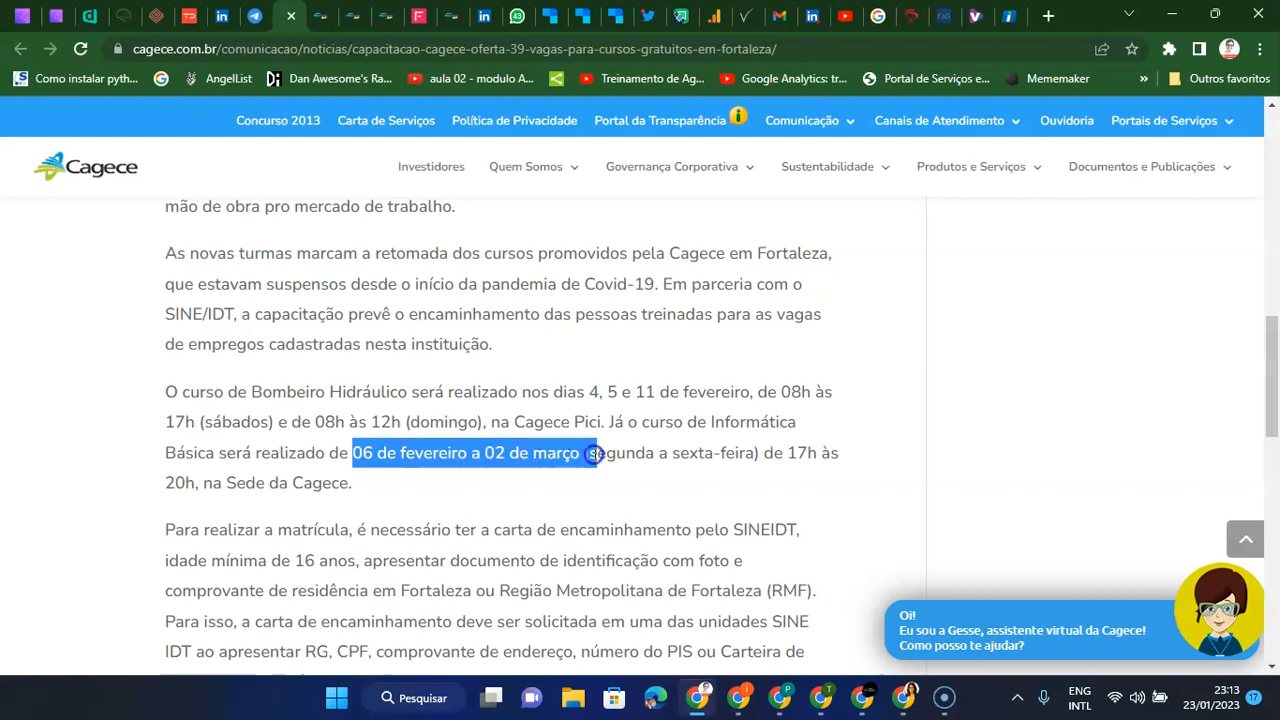 cagece.com.br/comunicacao/noticias/capacitacao-cagece-oferta-39-vagas-para-cursos-gratuitos-em-fortaleza/
Como instalar pyth... AngelList Dan Awesome's Ra... aula 02 - modulo A... Treinamento de Ag... Google Analytics: tr... Portal de Serviços e... Mememaker » Outros favoritos
Concurso 2013 Carta de Serviços Política de Privacidade Portal da Transparência Comunicação Canais de Atendimento Ouvidoria Portais de Serviços
Cagece Investidores Quem Somos Governança Corporativa Sustentabilidade Produtos e Serviços Documentos e Publicações
mão de obra pro mercado de trabalho.
As novas turmas marcam a retomada dos cursos promovidos pela Cagece em Fortaleza,
que estavam suspensos desde o início da pandemia de Covid-19. Em parceria com o
SINE/IDT, a capacitação prevê o encaminhamento das pessoas treinadas para as vagas
de empregos cadastradas nesta instituição.
O curso de Bombeiro Hidráulico será realizado nos dias 4, 5 e 11 de fevereiro, de 08h às
17h (sábados) e de 08h às 12h (domingo), na Cagece Pici. Já o curso de Informática
Básica será realizado de 06 de fevereiro a 02 de março (segunda a sexta-feira) de 17h às
20h, na Sede da Cagece.
Para realizar a matrícula, é necessário ter a carta de encaminhamento pelo SINEIDT,
idade mínima de 16 anos, apresentar documento de identificação com foto e
comprovante de residência em Fortaleza ou Região Metropolitana de Fortaleza (RMF).
Para isso, a carta de encaminhamento deve ser solicitada em uma das unidades SINE
IDT ao apresentar RG, CPF, comprovante de endereço, número do PIS ou Carteira de
Oi!
Eu sou a Gesse, assistente virtual da Cagece!
Como posso te ajudar?
Pesquisar
ENG
INTL
23:13
23/01/2023